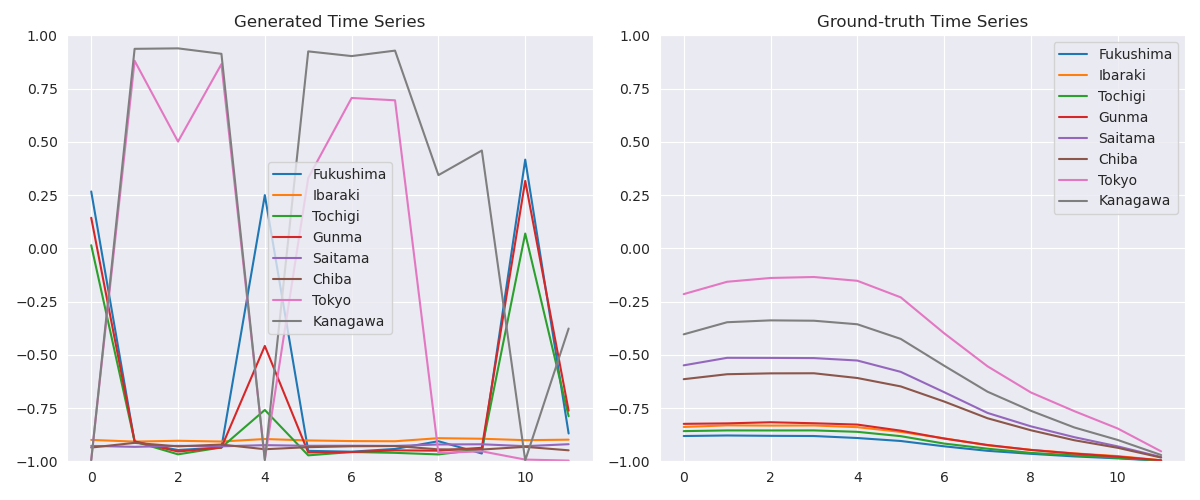 Generated Time Series
1.00
0.75
0.50
0.25
0.00
−0.25
−0.50
−0.75
−1.00
0 2 4 6 8 10
Fukushima
Ibaraki
Tochigi
Gunma
Saitama
Chiba
Tokyo
Kanagawa
Ground-truth Time Series
1.00
0.75
0.50
0.25
0.00
−0.25
−0.50
−0.75
−1.00
0 2 4 6 8 10
Fukushima
Ibaraki
Tochigi
Gunma
Saitama
Chiba
Tokyo
Kanagawa